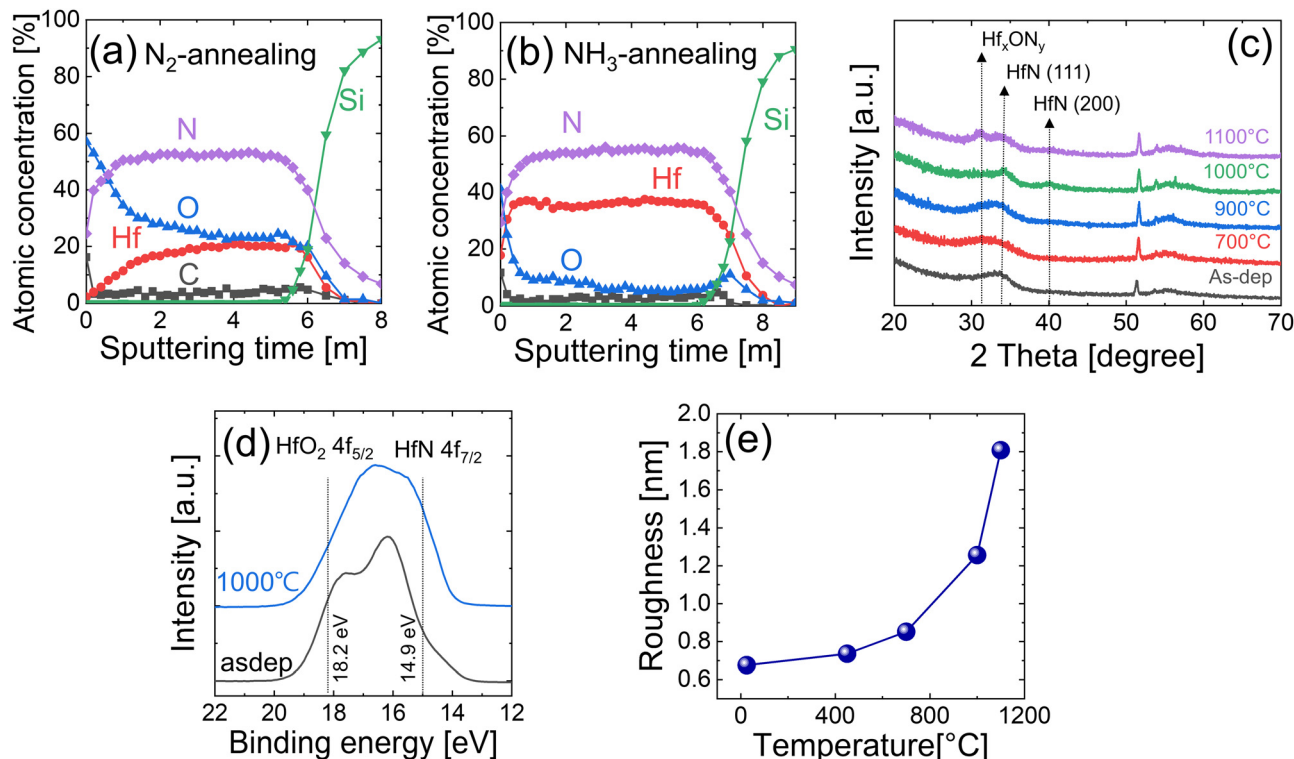 (a) N₂-annealing
Si
N
O
Hf
C
100
80
60
40
20
0
0 2 4 6 8
Atomic concentration [%]
Sputtering time [m]
(b) NH₃-annealing
Si
N
Hf
O
C
100
80
60
40
20
0
0 2 4 6 8
Atomic concentration [%]
Sputtering time [m]
(c)
HfₓONᵧ
HfN (111)
HfN (200)
1100°C
1000°C
900°C
700°C
As-dep
20 30 40 50 60 70
Intensity [a.u.]
2 Theta [degree]
(d) HfO₂ 4f₅/₂ HfN 4f₇/₂
1000℃
asdep
18.2 eV
14.9 eV
22 20 18 16 14 12
Intensity [a.u.]
Binding energy [eV]
(e)
2.0
1.8
1.6
1.4
1.2
1.0
0.8
0.6
0 400 800 1200
Roughness [nm]
Temperature[°C]